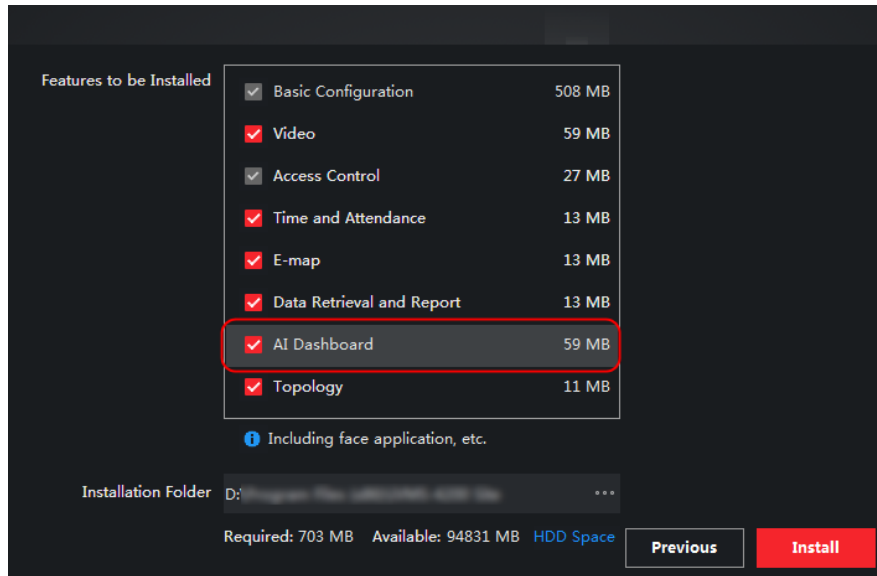 Features to be Installed
Basic Configuration 508 MB
Video 59 MB
Access Control 27 MB
Time and Attendance 13 MB
E-map 13 MB
Data Retrieval and Report 13 MB
AI Dashboard 59 MB
Topology 11 MB
Including face application, etc.
Installation Folder D:
Required: 703 MB Available: 94831 MB HDD Space
Previous Install